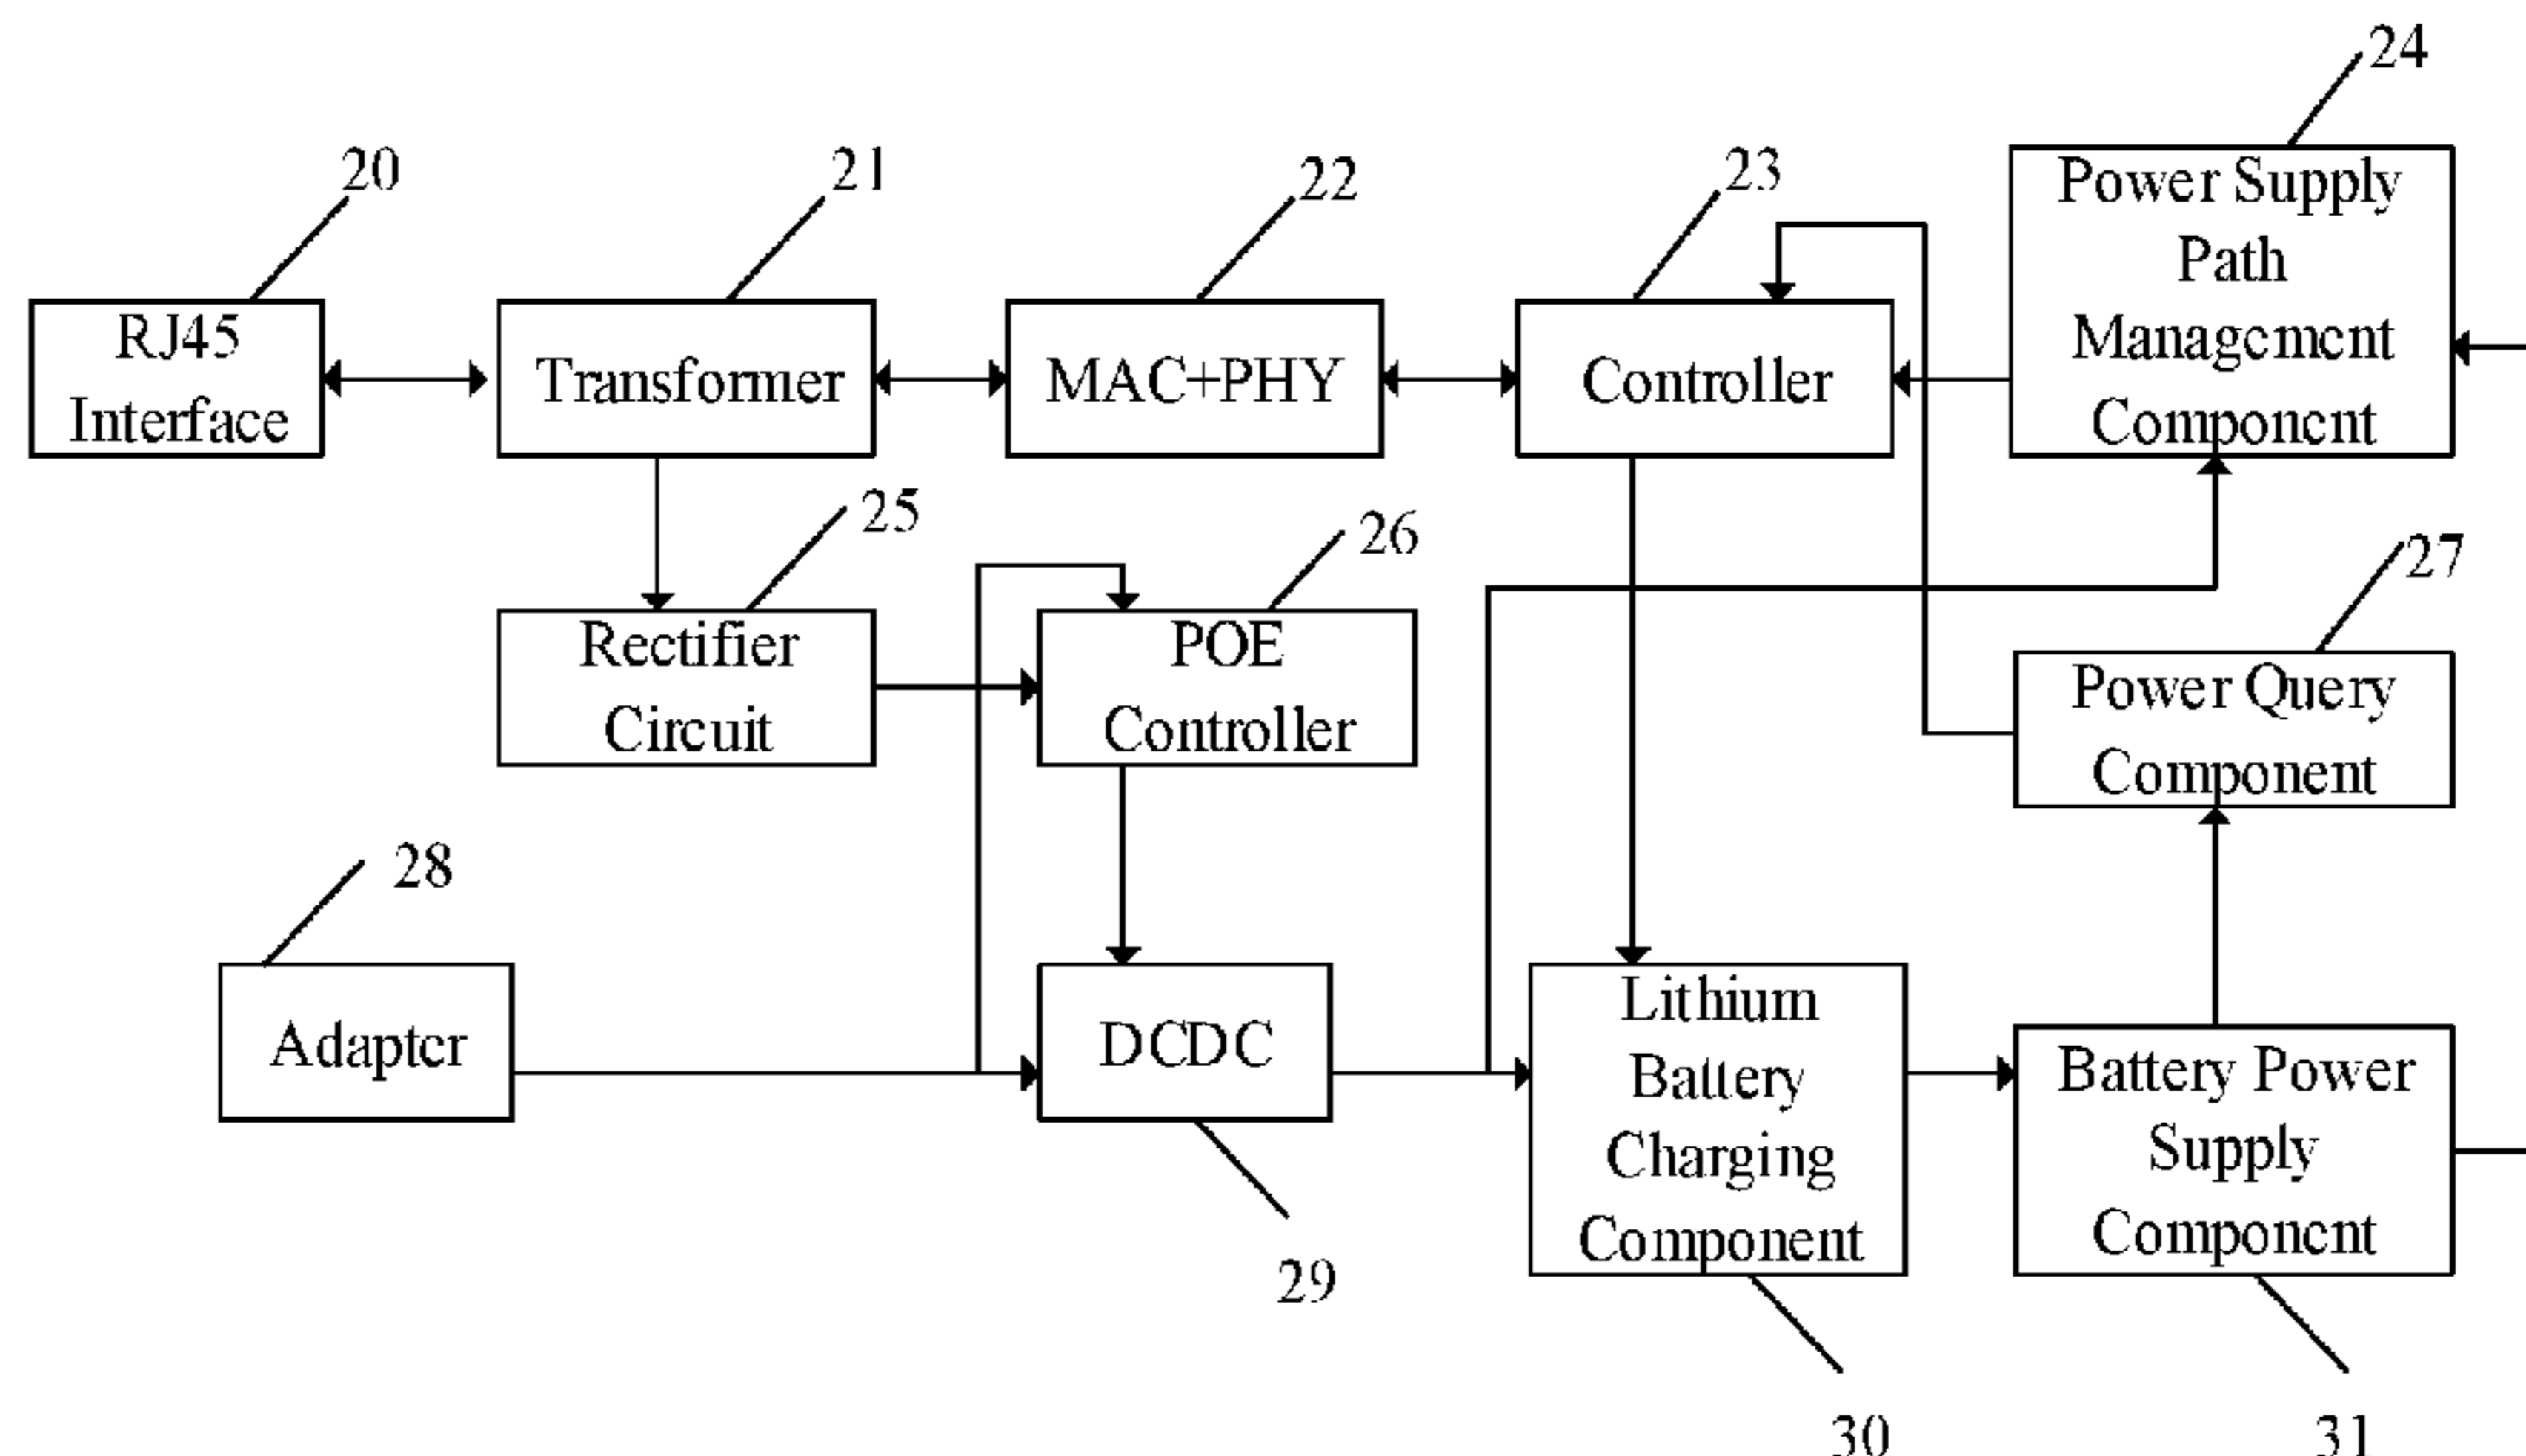 24
20
21
22
23
Power Supply
Path
Management
Component
RJ45
Interface
Transformer
MAC+PHY
Controller
25
26
27
Rectifier
Circuit
POE
Controller
Power Query
Component
28
Adapter
DCDC
Lithium
Battery
Charging
Component
Battery Power
Supply
Component
29
30
31